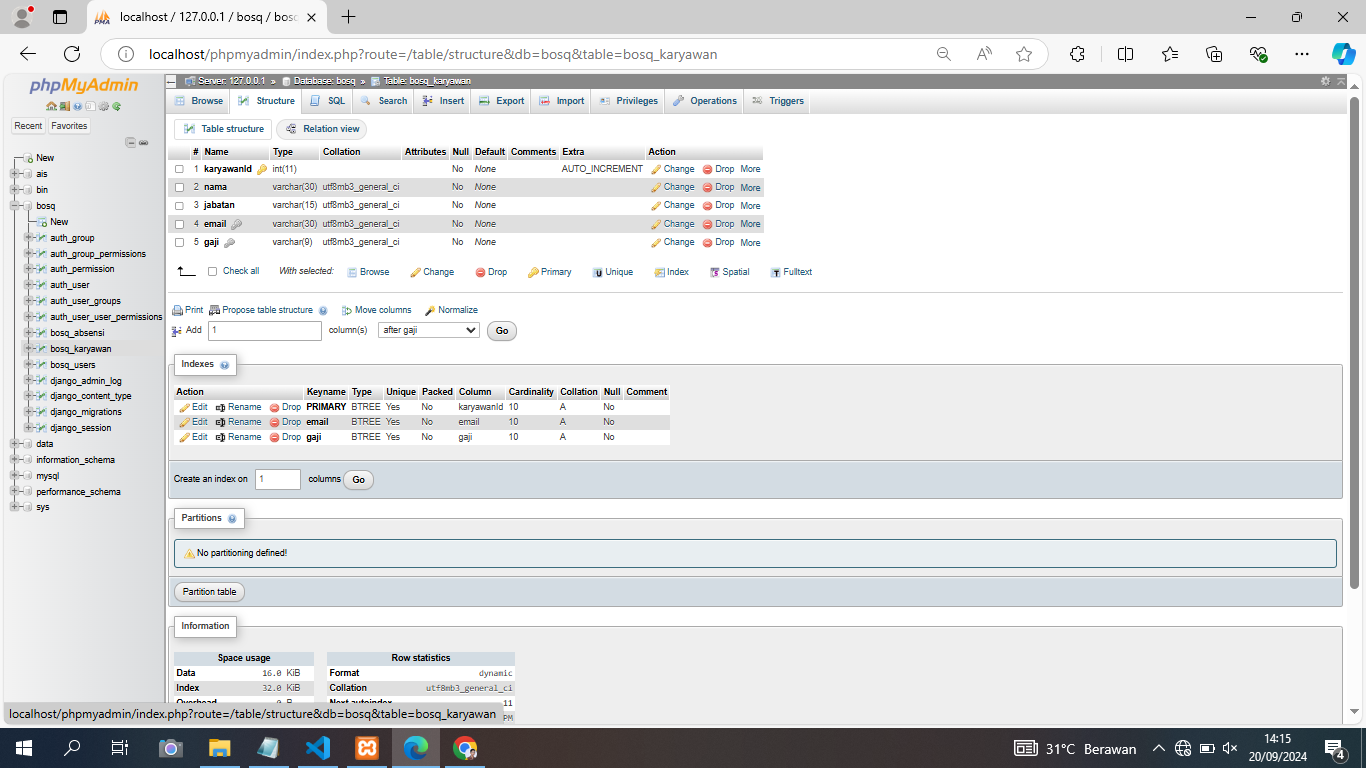 localhost / 127.0.0.1 / bosq / bosq
localhost/phpmyadmin/index.php?route=/table/structure&db=bosq&table=bosq_karyawan
phpMyAdmin
Recent Favorites
New
ais
bin
bosq
New
auth_group
auth_group_permissions
auth_permission
auth_user
auth_user_groups
auth_user_user_permissions
bosq_absensi
bosq_karyawan
bosq_users
django_admin_log
django_content_type
django_migrations
django_session
data
information_schema
mysql
performance_schema
sys
Server: 127.0.0.1 » Database: bosq » Table: bosq_karyawan
Browse Structure SQL Search Insert Export Import Privileges Operations Triggers
Table structure Relation view
# Name Type Collation Attributes Null Default Comments Extra Action
1 karyawanId int(11) No None AUTO_INCREMENT Change Drop More
2 nama varchar(30) utf8mb3_general_ci No None Change Drop More
3 jabatan varchar(15) utf8mb3_general_ci No None Change Drop More
4 email varchar(30) utf8mb3_general_ci No None Change Drop More
5 gaji varchar(9) utf8mb3_general_ci No None Change Drop More
Check all With selected: Browse Change Drop Primary Unique Index Spatial Fulltext
Print Propose table structure Move columns Normalize
Add 1 column(s) after gaji Go
Indexes
Action Keyname Type Unique Packed Column Cardinality Collation Null Comment
Edit Rename Drop PRIMARY BTREE Yes No karyawanId 10 A No
Edit Rename Drop email BTREE Yes No email 10 A No
Edit Rename Drop gaji BTREE Yes No gaji 10 A No
Create an index on 1 columns Go
Partitions
No partitioning defined!
Partition table
Information
Space usage Row statistics
Data 16.0 KiB Format dynamic
Index 32.0 KiB Collation utf8mb3_general_ci
Overhead 0 B Next autoindex 11
PM
localhost/phpmyadmin/index.php?route=/table/structure&db=bosq&table=bosq_karyawan
31°C Berawan
14:15
20/09/2024
4